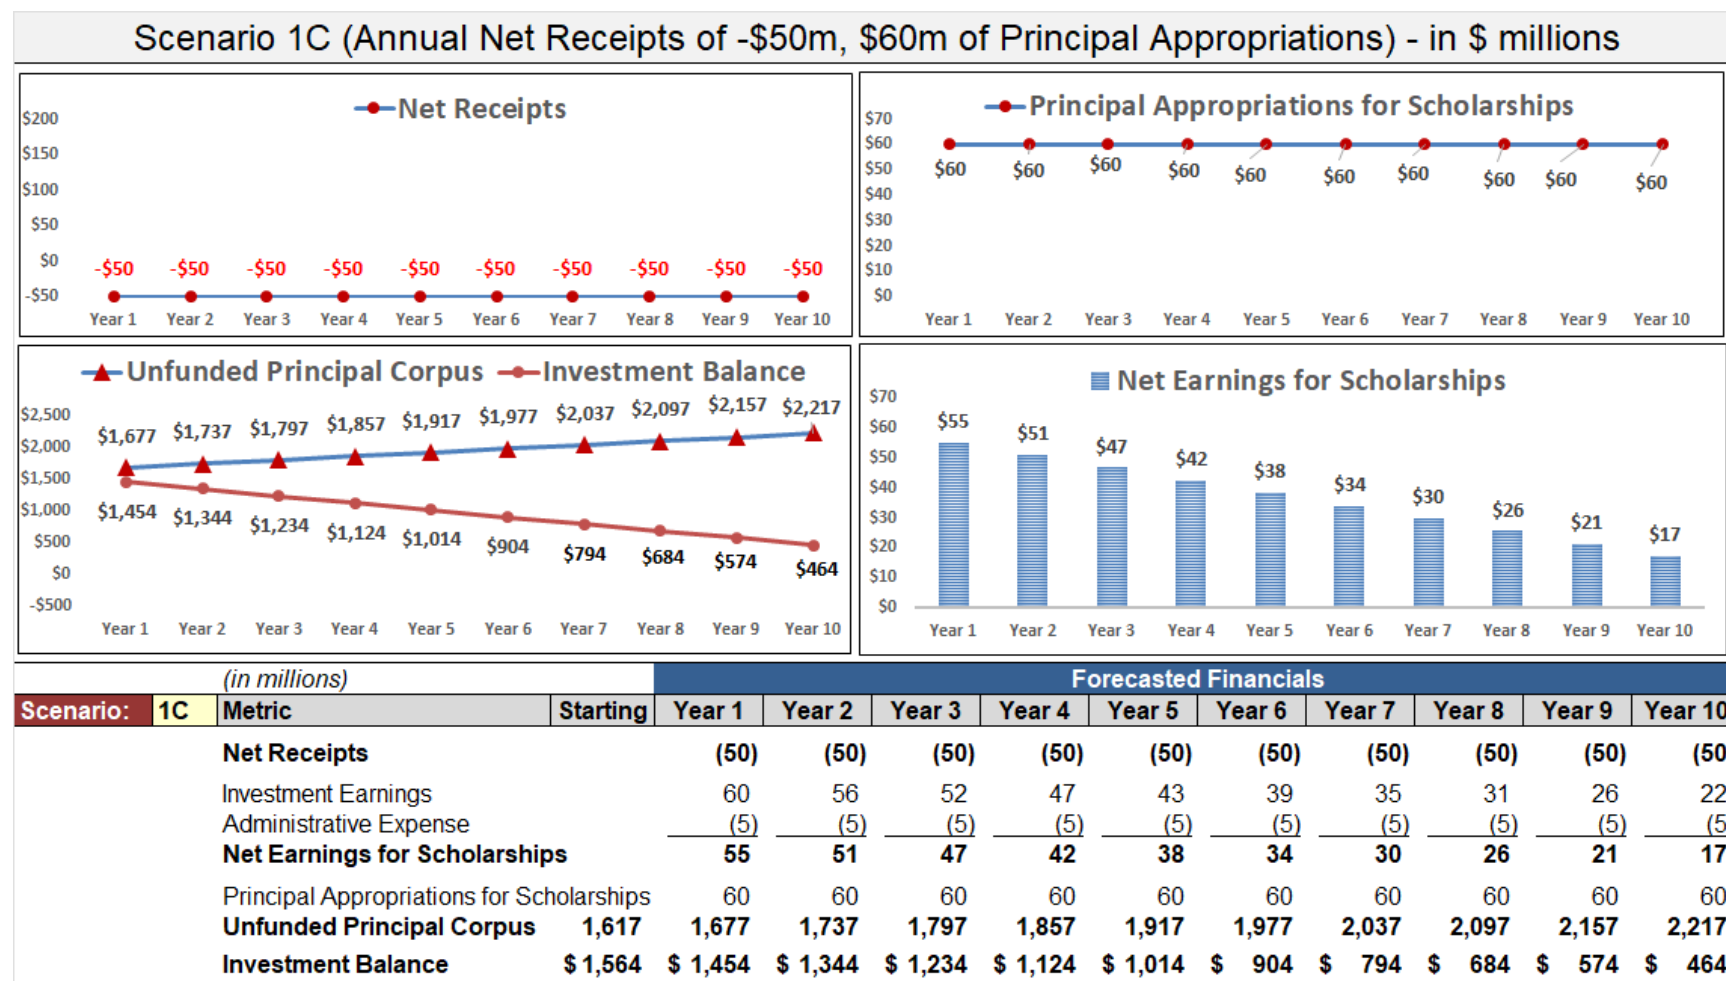 Scenario 1C (Annual Net Receipts of -$50m, $60m of Principal Appropriations) - in $ millions
Net Receipts
$200
$150
$100
$50
$0
-$50
-$50 -$50 -$50 -$50 -$50 -$50 -$50 -$50 -$50 -$50
Year 1 Year 2 Year 3 Year 4 Year 5 Year 6 Year 7 Year 8 Year 9 Year 10
Principal Appropriations for Scholarships
$70
$60
$50
$40
$30
$20
$10
$0
$60 $60 $60 $60 $60 $60 $60 $60 $60 $60
Year 1 Year 2 Year 3 Year 4 Year 5 Year 6 Year 7 Year 8 Year 9 Year 10
Unfunded Principal Corpus Investment Balance
$2,500
$2,000
$1,500
$1,000
$500
$0
-$500
$1,677 $1,737 $1,797 $1,857 $1,917 $1,977 $2,037 $2,097 $2,157 $2,217
$1,454 $1,344 $1,234 $1,124 $1,014 $904 $794 $684 $574 $464
Year 1 Year 2 Year 3 Year 4 Year 5 Year 6 Year 7 Year 8 Year 9 Year 10
Net Earnings for Scholarships
$70
$60
$50
$40
$30
$20
$10
$0
$55 $51 $47 $42 $38 $34 $30 $26 $21 $17
Year 1 Year 2 Year 3 Year 4 Year 5 Year 6 Year 7 Year 8 Year 9 Year 10
(in millions) Forecasted Financials
Scenario: 1C Metric Starting Year 1 Year 2 Year 3 Year 4 Year 5 Year 6 Year 7 Year 8 Year 9 Year 10
Net Receipts (50) (50) (50) (50) (50) (50) (50) (50) (50) (50
Investment Earnings 60 56 52 47 43 39 35 31 26 22
Administrative Expense (5) (5) (5) (5) (5) (5) (5) (5) (5) (5
Net Earnings for Scholarships 55 51 47 42 38 34 30 26 21 17
Principal Appropriations for Scholarships 60 60 60 60 60 60 60 60 60 60
Unfunded Principal Corpus 1,617 1,677 1,737 1,797 1,857 1,917 1,977 2,037 2,097 2,157 2,217
Investment Balance $ 1,564 $ 1,454 $ 1,344 $ 1,234 $ 1,124 $ 1,014 $ 904 $ 794 $ 684 $ 574 $ 464